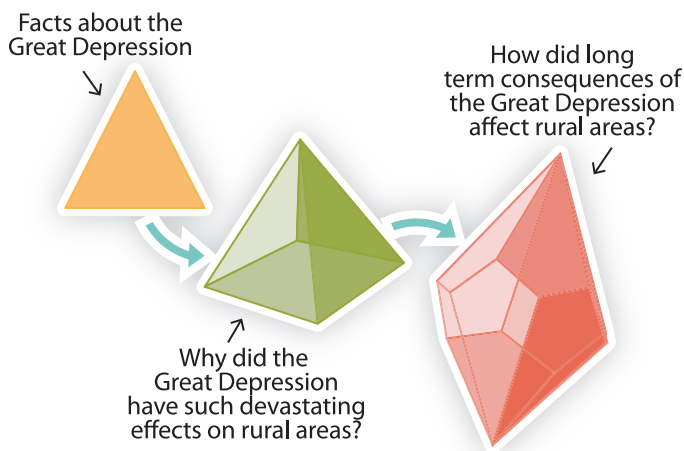 Facts about the
Great Depression
Why did the
Great Depression
have such devastating
effects on rural areas?
How did long
term consequences of
the Great Depression
affect rural areas?